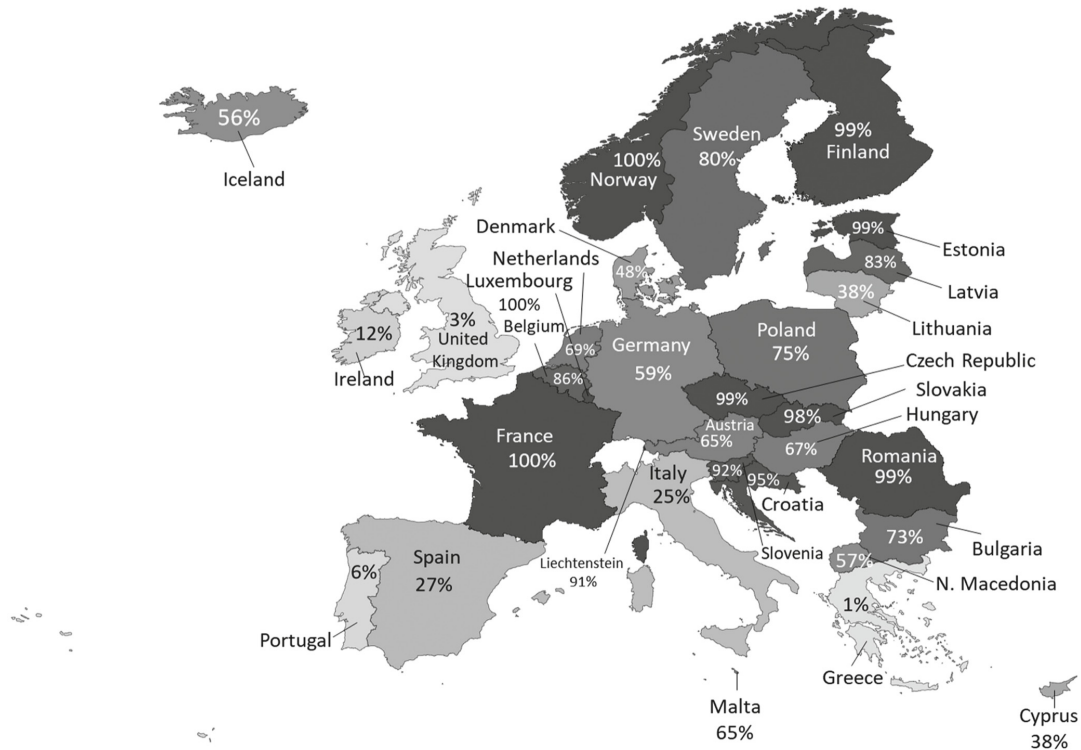 56%
Iceland
Sweden
80%
99%
Finland
100%
Norway
Denmark
48%
Netherlands
Luxembourg
100%
Belgium
99%
Estonia
83%
Latvia
38%
Lithuania
12%
Ireland
3%
United
Kingdom
69%
86%
Germany
59%
Poland
75%
Czech Republic
99%
Slovakia
98%
Hungary
67%
Austria
65%
France
100%
Romania
99%
Italy
25%
92%
95%
Croatia
Slovenia
Liechtenstein
91%
73%
Bulgaria
57%
N. Macedonia
Spain
27%
6%
Portugal
1%
Greece
Malta
65%
Cyprus
38%